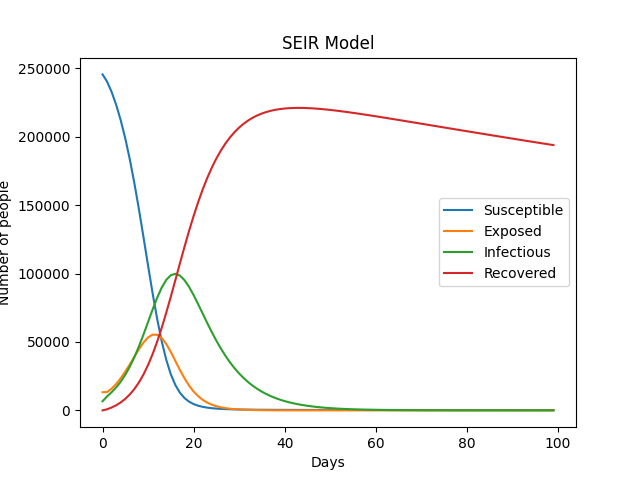 SEIR Model
250000
200000
150000
100000
50000
0
Number of people
Susceptible
Exposed
Infectious
Recovered
0 20 40 60 80 100
Days